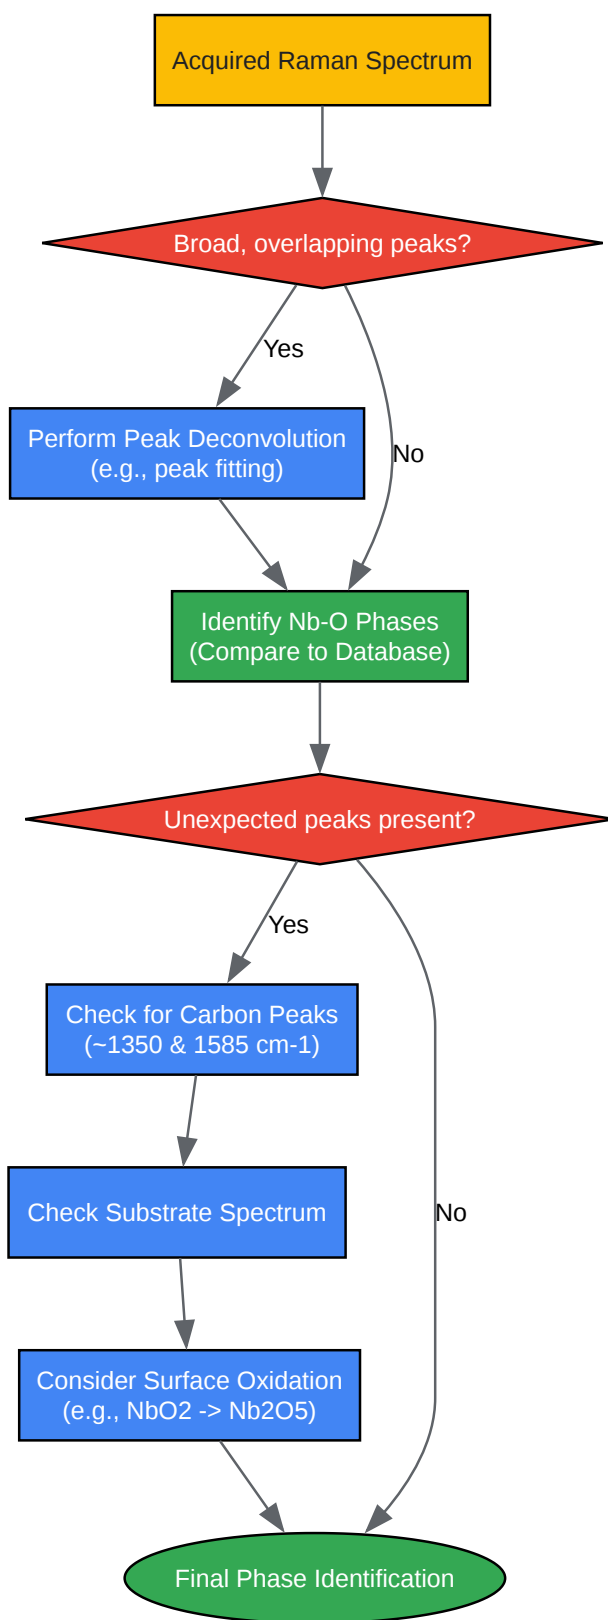 Acquired Raman Spectrum
Broad, overlapping peaks?
Yes
Perform Peak Deconvolution
(e.g., peak fitting)
No
Identify Nb-O Phases
(Compare to Database)
Unexpected peaks present?
Yes
Check for Carbon Peaks
(~1350 & 1585 cm-1)
Check Substrate Spectrum
No
Consider Surface Oxidation
(e.g., NbO2 -> Nb2O5)
Final Phase Identification